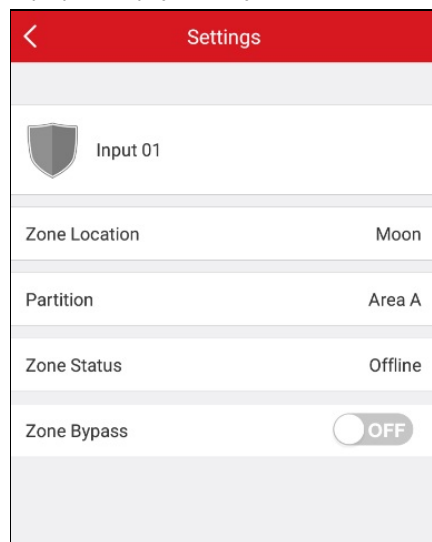 Settings
Input 01
Zone Location Moon
Partition Area A
Zone Status Offline
Zone Bypass OFF